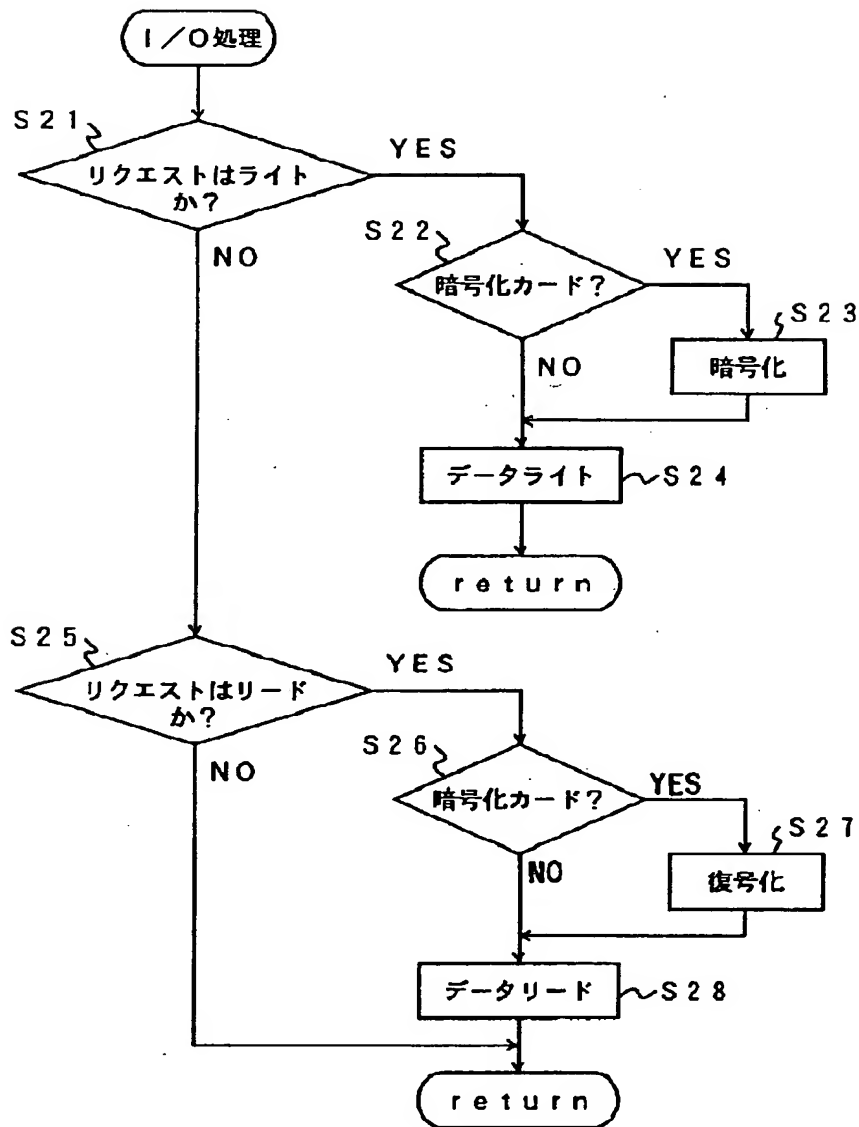 I/O処理
S21
リクエストはライト
か?
YES
NO
S22
暗号化カード?
YES
NO
S23
暗号化
データライト
S24
return
S25
リクエストはリード
か?
YES
NO
S26
暗号化カード?
YES
NO
S27
復号化
データリード
S28
return